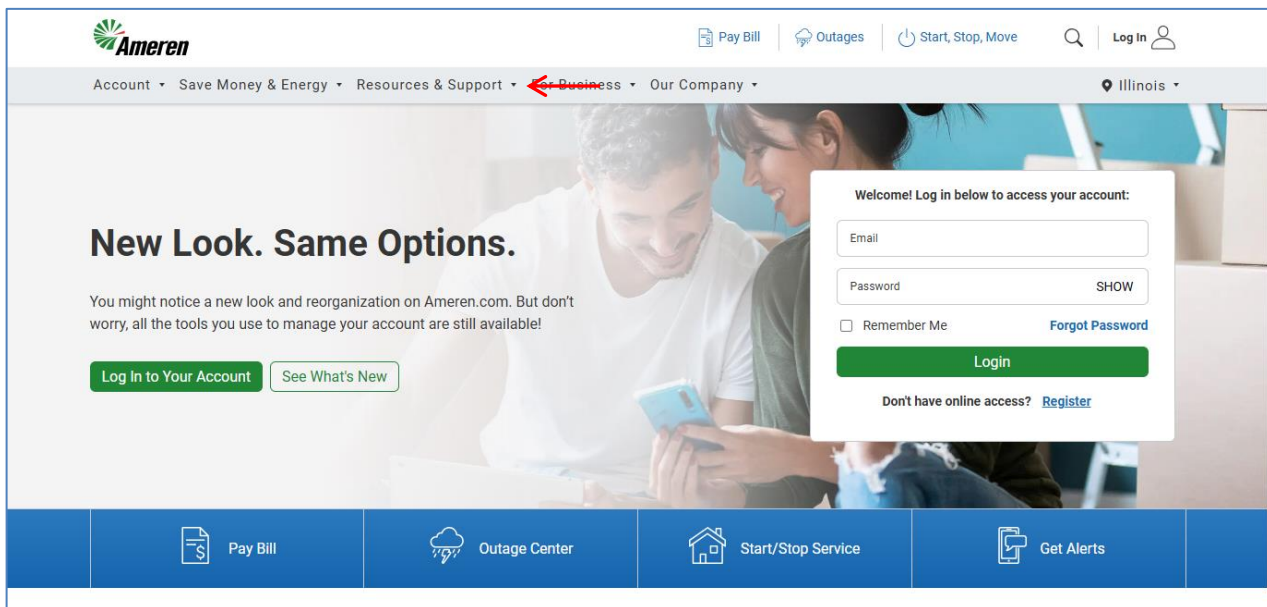 Ameren
Pay Bill
Outages
Start, Stop, Move
Log In
Account
Save Money & Energy
Resources & Support
For Business
Our Company
Illinois
New Look. Same Options.
You might notice a new look and reorganization on Ameren.com. But don't
worry, all the tools you use to manage your account are still available!
Log In to Your Account
See What's New
Welcome! Log in below to access your account:
Email
Password
SHOW
Remember Me
Forgot Password
Login
Don't have online access? Register
Pay Bill
Outage Center
Start/Stop Service
Get Alerts